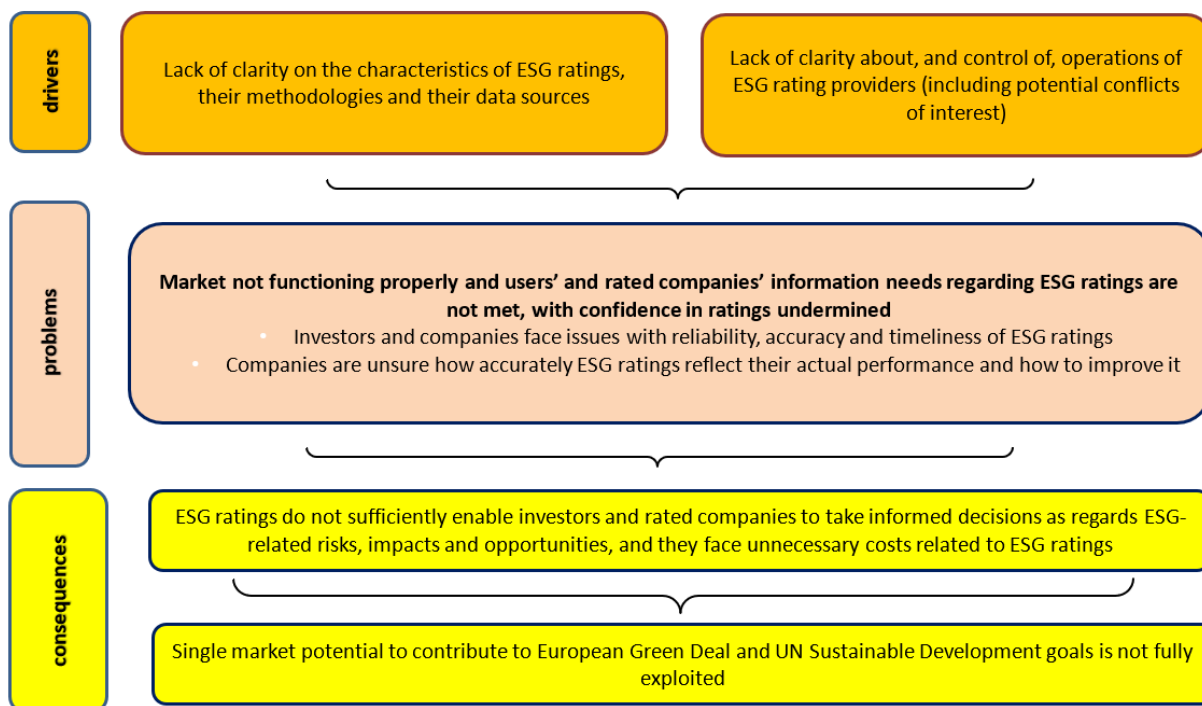 drivers
Lack of clarity on the characteristics of ESG ratings,
their methodologies and their data sources
Lack of clarity about, and control of, operations of
ESG rating providers (including potential conflicts
of interest)
problems
Market not functioning properly and users’ and rated companies’ information needs regarding ESG ratings are
not met, with confidence in ratings undermined
• Investors and companies face issues with reliability, accuracy and timeliness of ESG ratings
• Companies are unsure how accurately ESG ratings reflect their actual performance and how to improve it
consequences
ESG ratings do not sufficiently enable investors and rated companies to take informed decisions as regards ESG-
related risks, impacts and opportunities, and they face unnecessary costs related to ESG ratings
Single market potential to contribute to European Green Deal and UN Sustainable Development goals is not fully
exploited